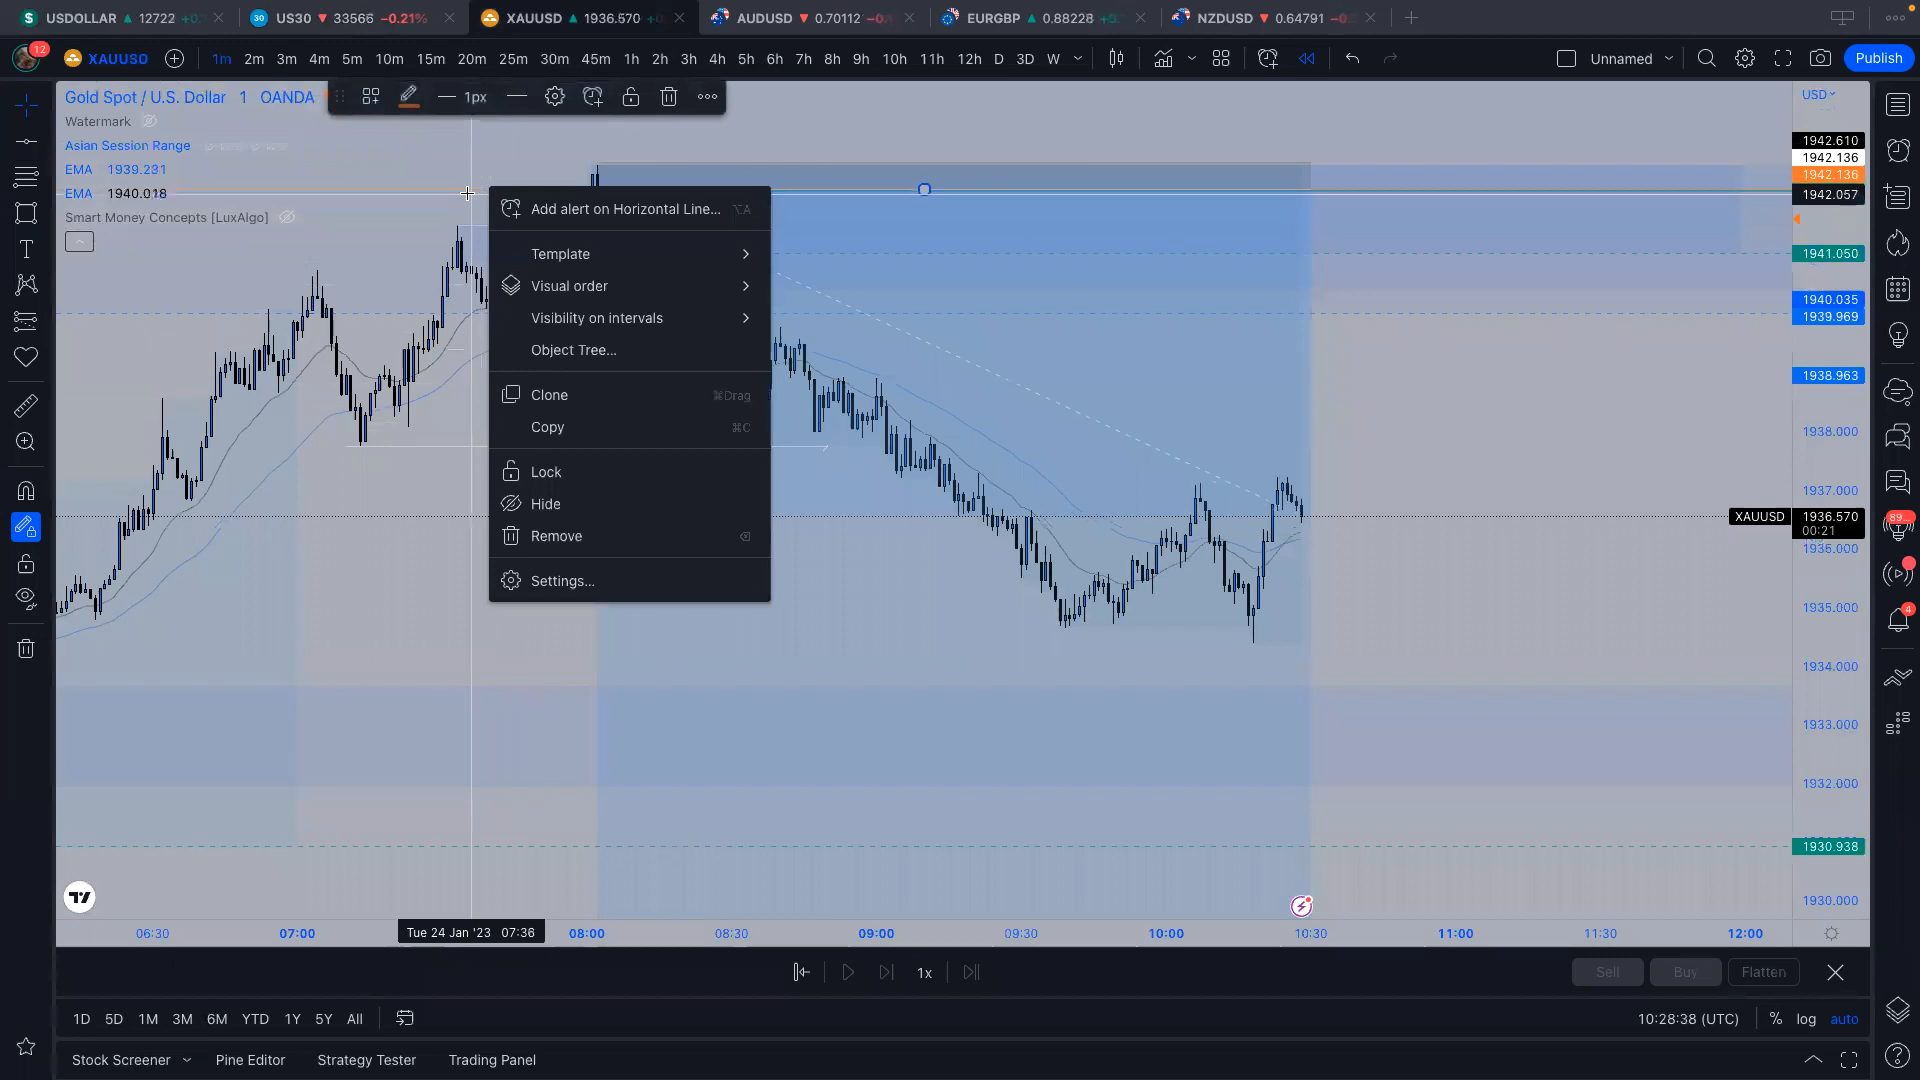 USDOLLAR 12722
US30 33566 −0.21%
XAUUSD 1936.570
AUDUSD 0.70112
EURGBP 0.88228
NZDUSD 0.64791
12
XAUUSD
1m 2m 3m 4m 5m 10m 15m 20m 25m 30m 45m 1h 2h 3h 4h 5h 6h 7h 8h 9h 10h 11h 12h D 3D W
Unnamed
Publish
Gold Spot / U.S. Dollar 1 OANDA
1px
USD
Watermark
Asian Session Range
EMA 1939.231
EMA 1940.018
Smart Money Concepts [LuxAlgo]
Add alert on Horizontal Line... ⌥A
Template
Visual order
Visibility on intervals
Object Tree...
Clone ⌘Drag
Copy ⌘C
Lock
Hide
Remove
Settings...
1942.610
1942.136
1942.136
1942.057
1941.050
1940.035
1939.969
1938.963
1938.000
1937.000
XAUUSD 1936.570
00:21
1936.000
1935.000
1934.000
1933.000
1932.000
1930.938
1930.000
89...
4
06:30 07:00 Tue 24 Jan '23 07:36 08:00 08:30 09:00 09:30 10:00 10:30 11:00 11:30 12:00
1x
Sell Buy Flatten
1D 5D 1M 3M 6M YTD 1Y 5Y All
10:28:38 (UTC) % log auto
Stock Screener Pine Editor Strategy Tester Trading Panel